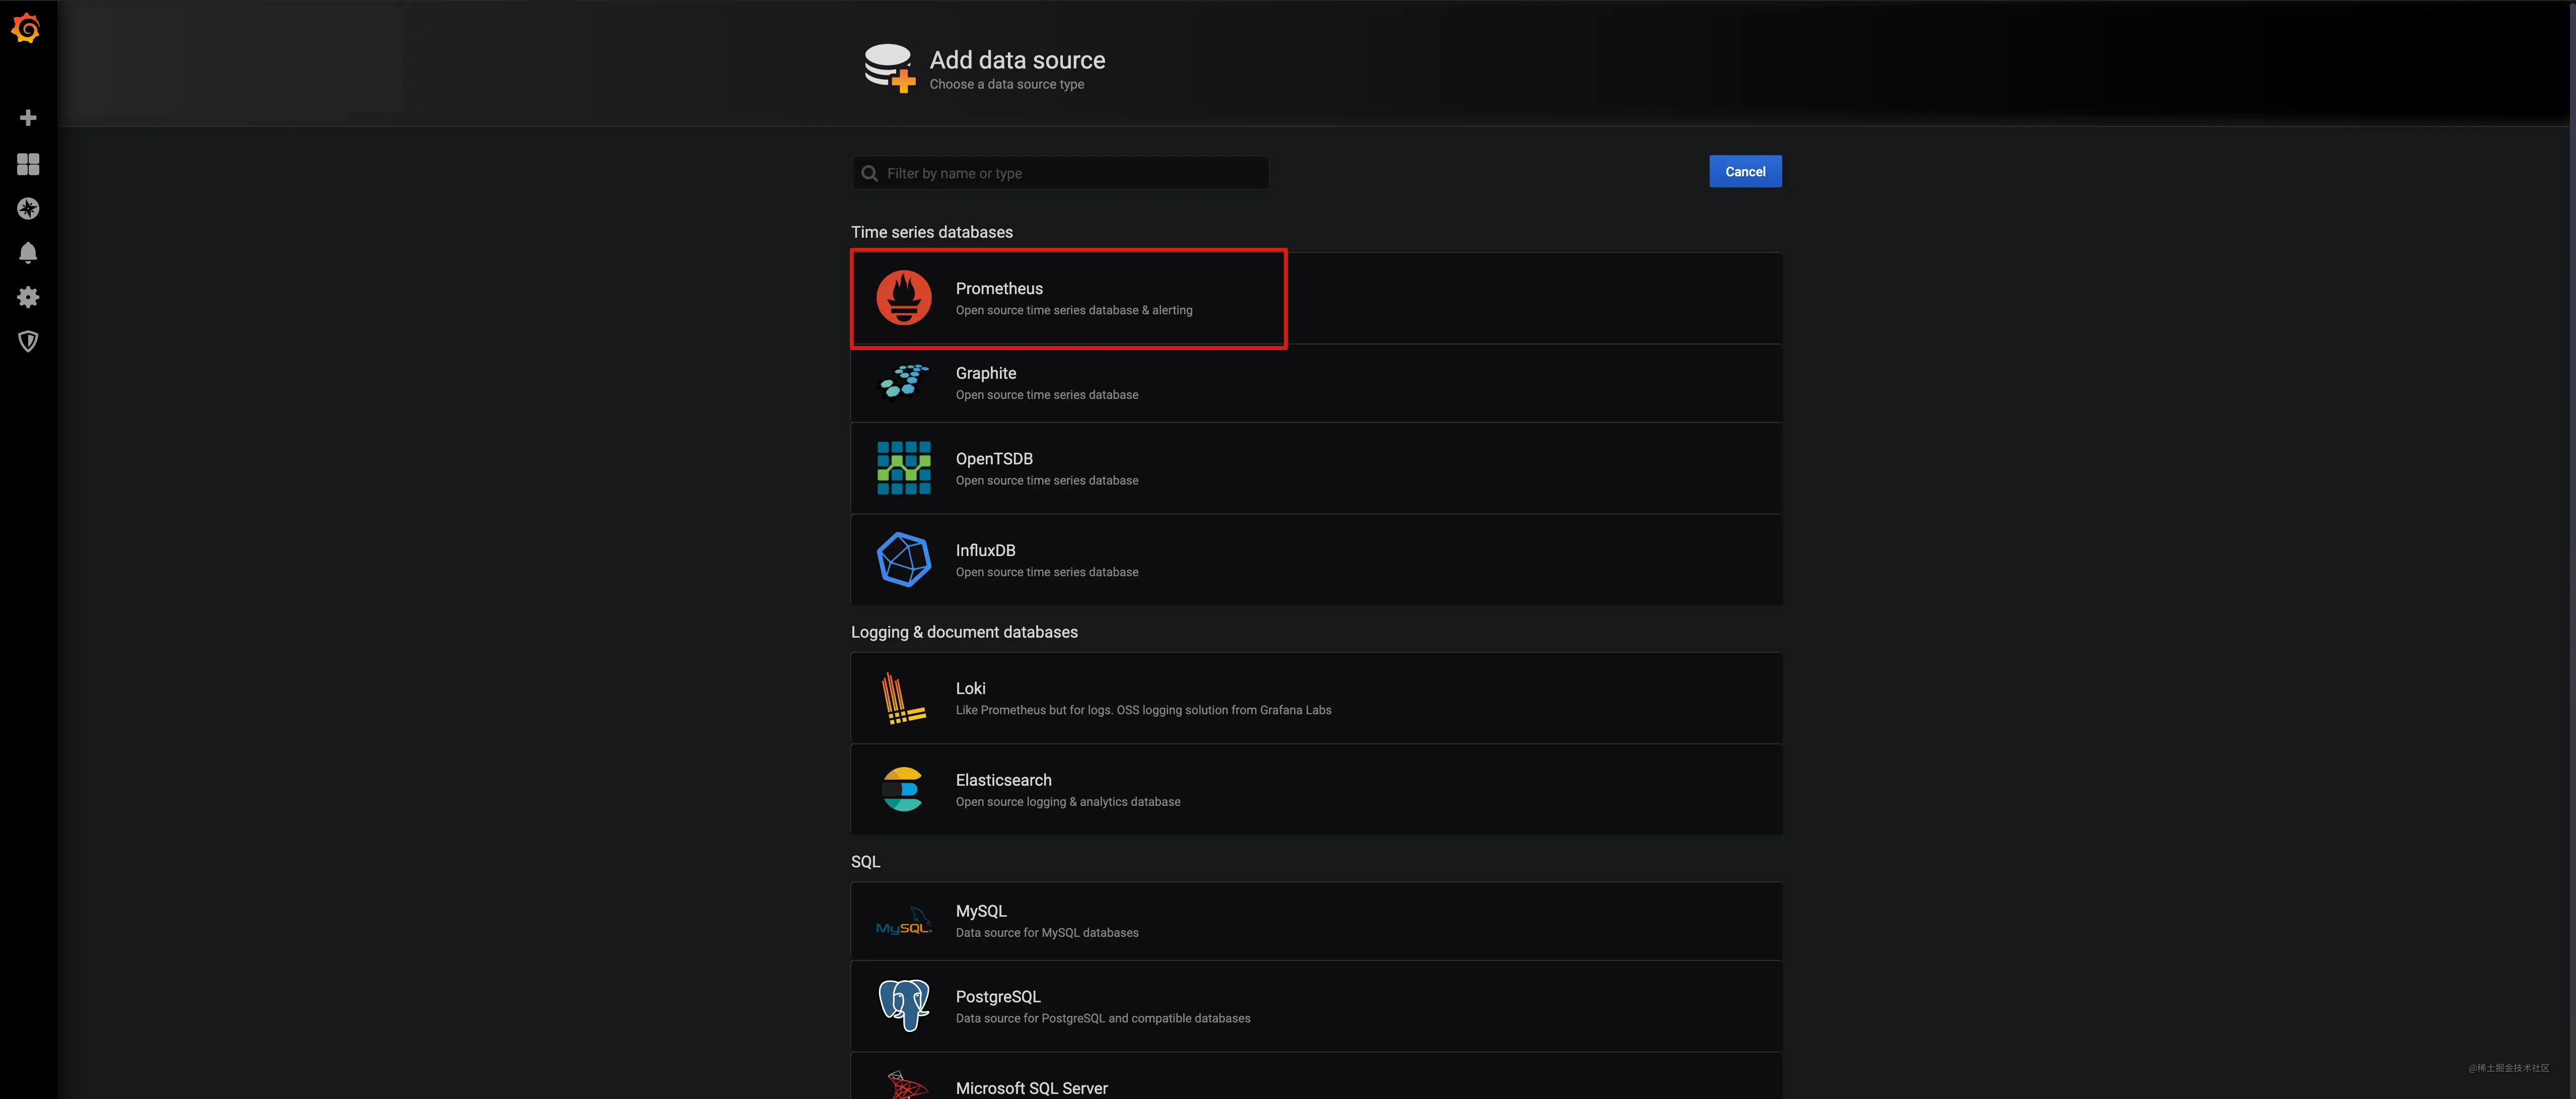 Add data source
Choose a data source type
Filter by name or type
Cancel
Time series databases
Prometheus
Open source time series database & alerting
Graphite
Open source time series database
OpenTSDB
Open source time series database
InfluxDB
Open source time series database
Logging & document databases
Loki
Like Prometheus but for logs. OSS logging solution from Grafana Labs
Elasticsearch
Open source logging & analytics database
SQL
MySQL
MySQL
Data source for MySQL databases
PostgreSQL
Data source for PostgreSQL and compatible databases
Microsoft SQL Server
@稀土掘金技术社区